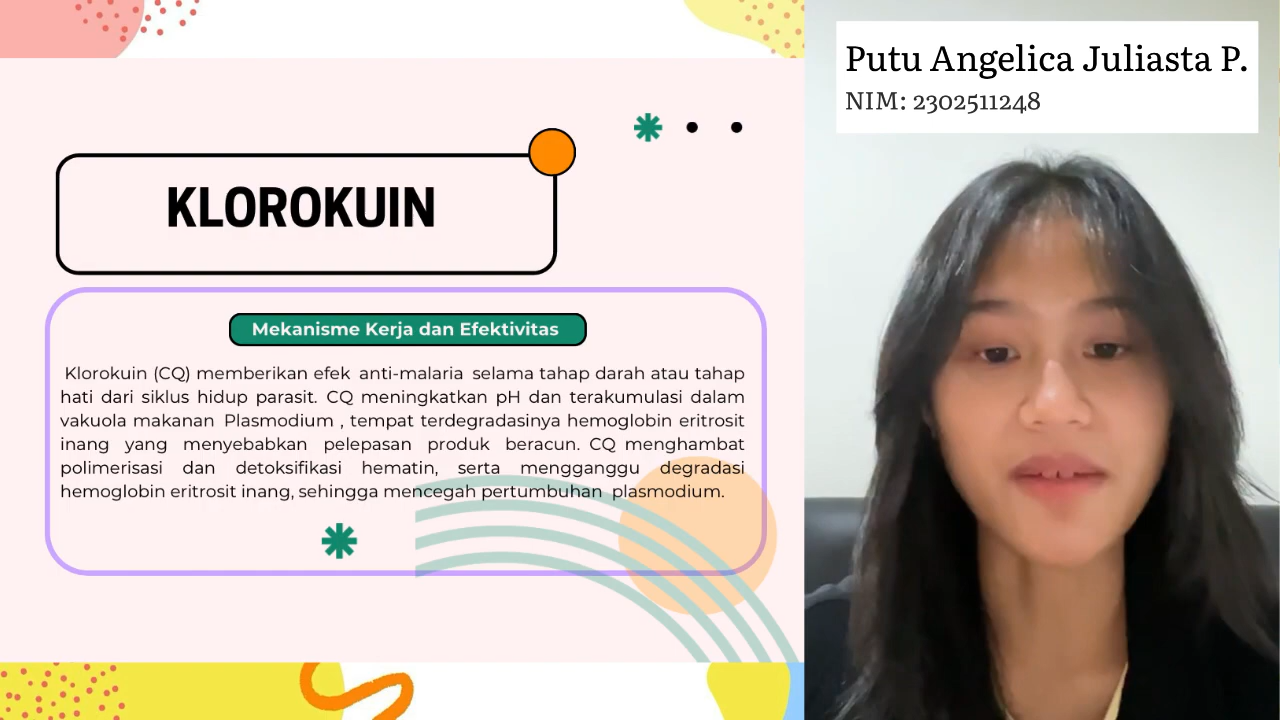 KLOROKUIN
Mekanisme Kerja dan Efektivitas
Klorokuin (CQ) memberikan efek anti-malaria selama tahap darah atau tahap
hati dari siklus hidup parasit. CQ meningkatkan pH dan terakumulasi dalam
vakuola makanan Plasmodium , tempat terdegradasinya hemoglobin eritrosit
inang yang menyebabkan pelepasan produk beracun. CQ menghambat
polimerisasi dan detoksifikasi hematin, serta mengganggu degradasi
hemoglobin eritrosit inang, sehingga mencegah pertumbuhan plasmodium.
Putu Angelica Juliasta P.
NIM: 2302511248